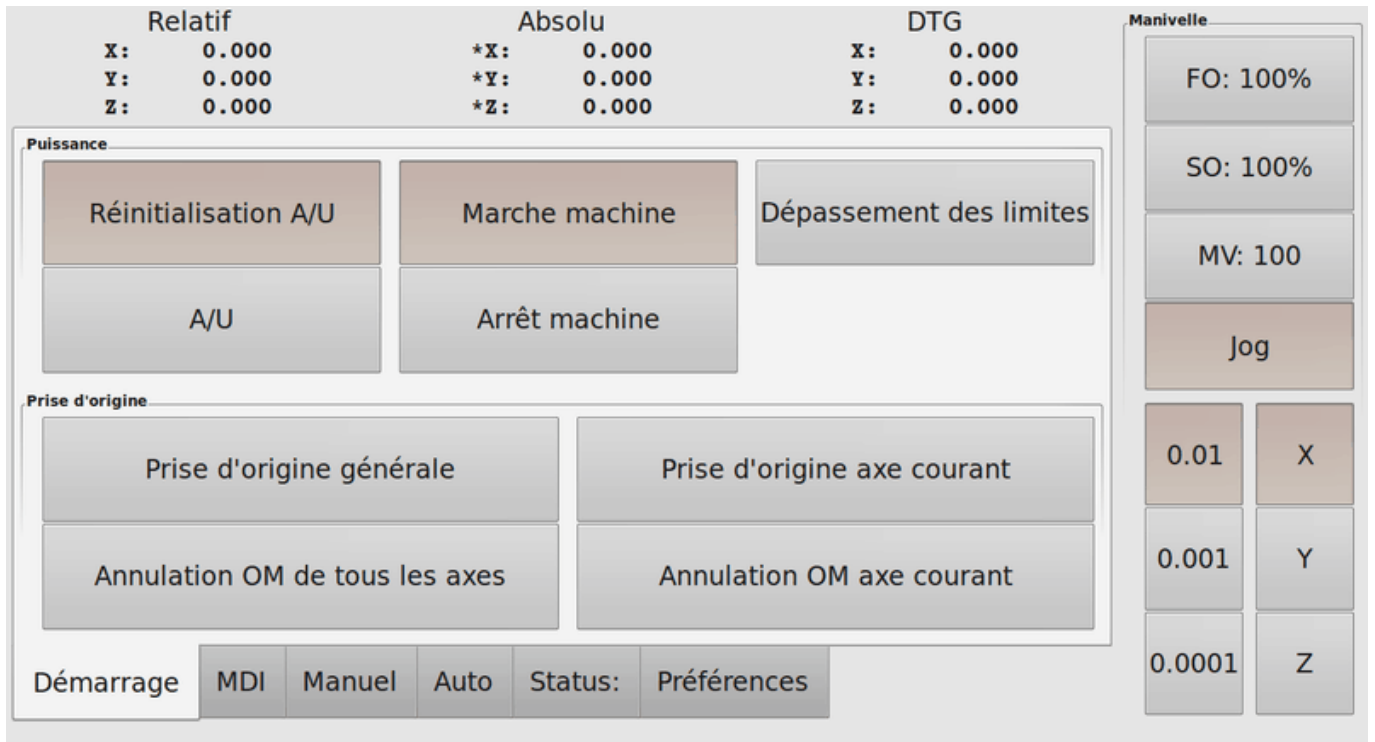 Relatif Absolu DTG
X: 0.000 *X: 0.000 X: 0.000
Y: 0.000 *Y: 0.000 Y: 0.000
Z: 0.000 *Z: 0.000 Z: 0.000
Puissance
Réinitialisation A/U Marche machine Dépassement des limites
A/U Arrêt machine
Prise d'origine
Prise d'origine générale Prise d'origine axe courant
Annulation OM de tous les axes Annulation OM axe courant
Démarrage MDI Manuel Auto Status: Préférences
Manivelle
FO: 100%
SO: 100%
MV: 100
Jog
0.01 X
0.001 Y
0.0001 Z